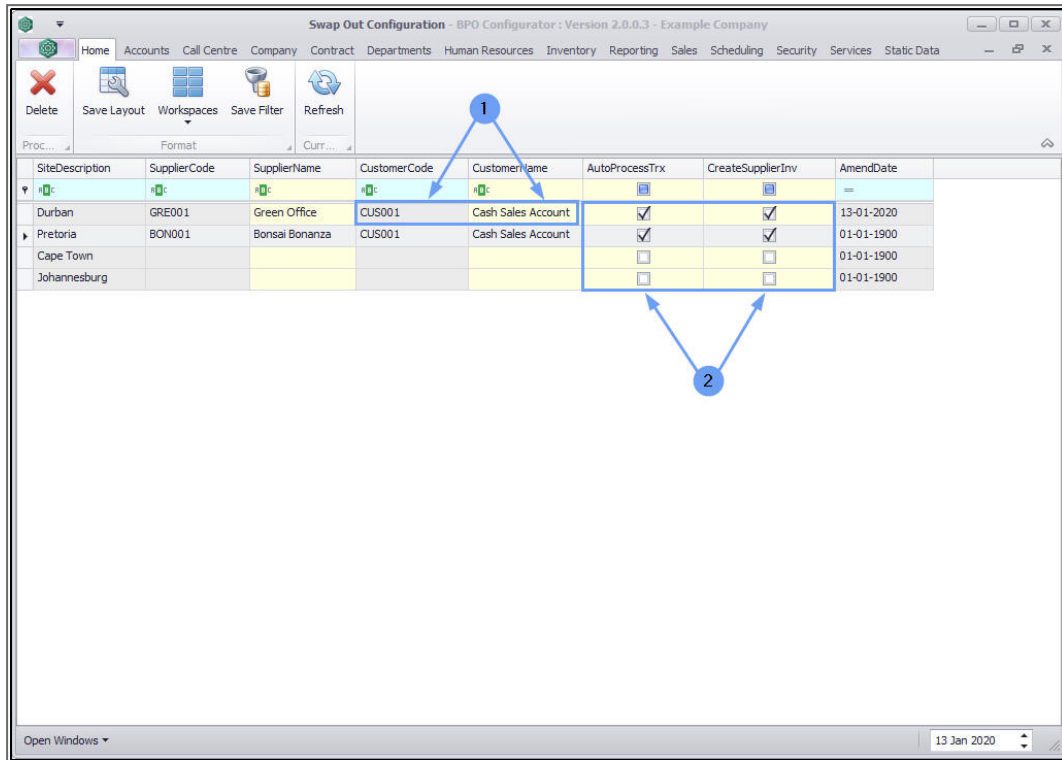 Swap Out Configuration - BPO Configurator : Version 2.0.0.3 - Example Company
Home Accounts Call Centre Company Contract Departments Human Resources Inventory Reporting Sales Scheduling Security Services Static Data
Delete Save Layout Workspaces Save Filter Refresh
Proc... Format Curr...
1
SiteDescription SupplierCode SupplierName CustomerCode CustomerName AutoProcessTrx CreateSupplierInv AmendDate
Durban GRE001 Green Office CUS001 Cash Sales Account 13-01-2020
Pretoria BON001 Bonsai Bonanza CUS001 Cash Sales Account 01-01-1900
Cape Town 01-01-1900
Johannesburg 01-01-1900
2
Open Windows 13 Jan 2020